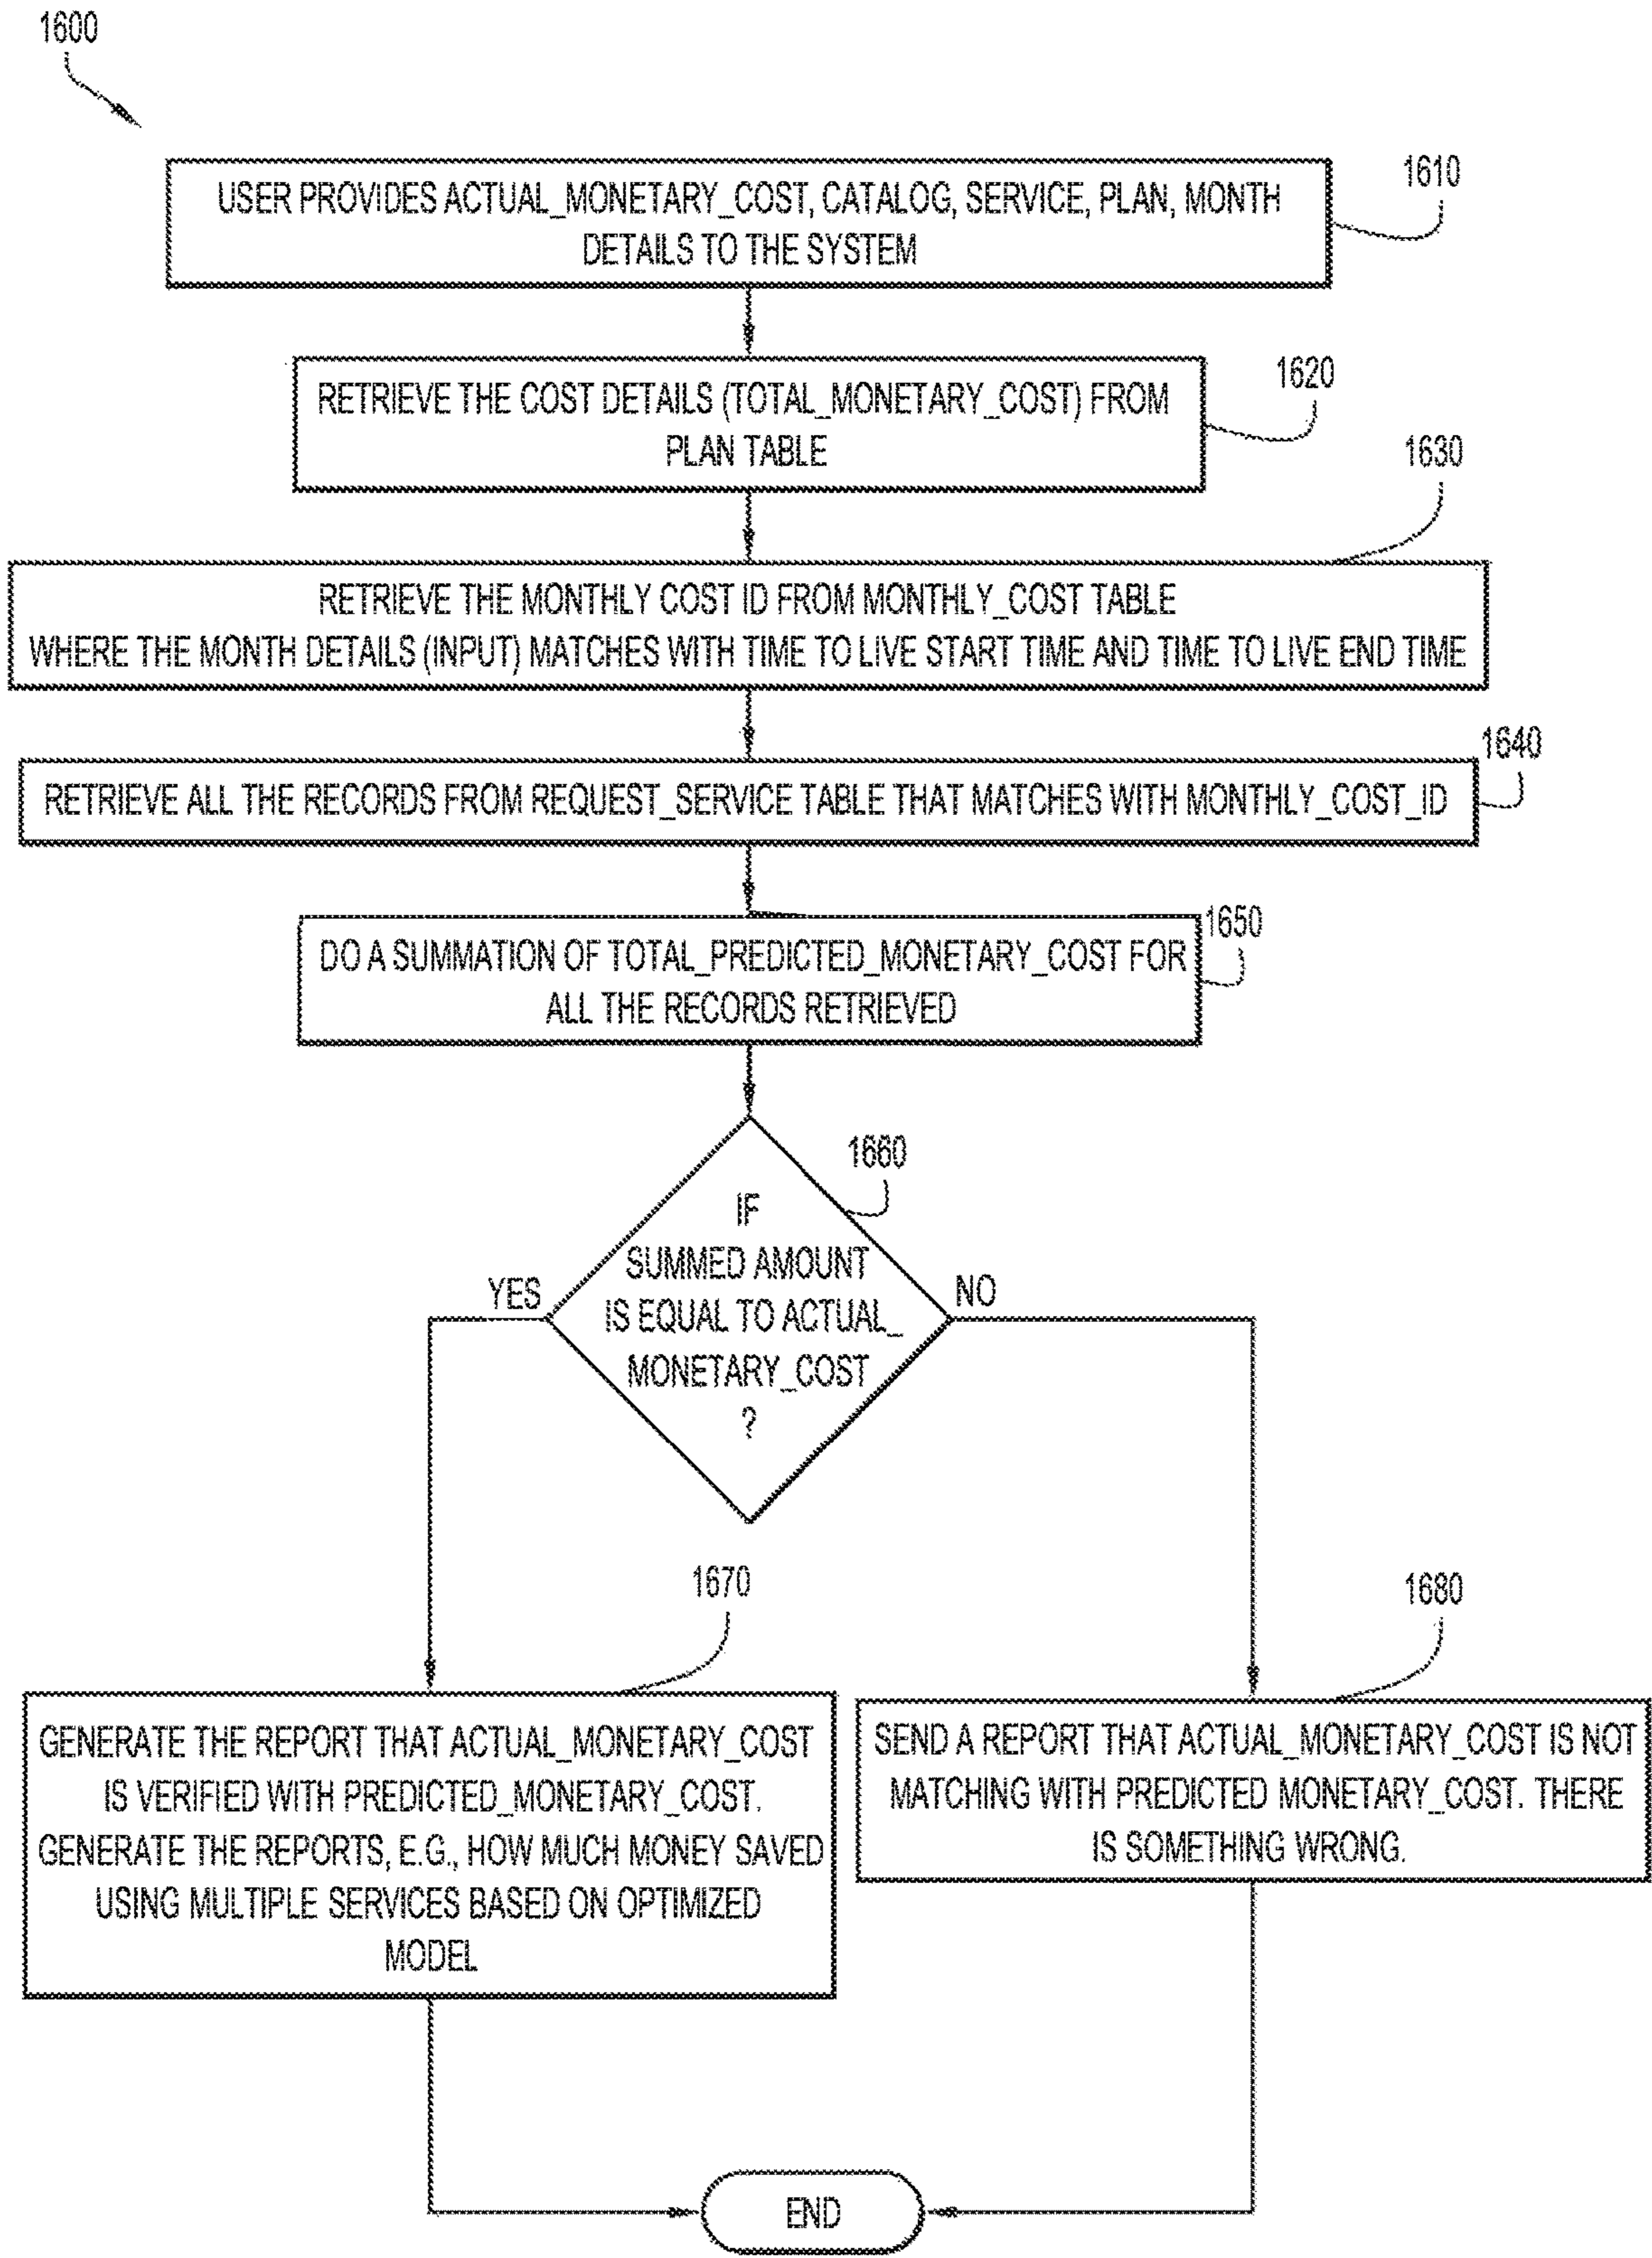 1600
1610
USER PROVIDES ACTUAL_MONETARY_COST, CATALOG, SERVICE, PLAN, MONTH
DETAILS TO THE SYSTEM
1620
RETRIEVE THE COST DETAILS (TOTAL_MONETARY_COST) FROM
PLAN TABLE
1630
RETRIEVE THE MONTHLY COST ID FROM MONTHLY_COST TABLE
WHERE THE MONTH DETAILS (INPUT) MATCHES WITH TIME TO LIVE START TIME AND TIME TO LIVE END TIME
1640
RETRIEVE ALL THE RECORDS FROM REQUEST_SERVICE TABLE THAT MATCHES WITH MONTHLY_COST_ID
1650
DO A SUMMATION OF TOTAL_PREDICTED_MONETARY_COST FOR
ALL THE RECORDS RETRIEVED
1660
IF
SUMMED AMOUNT
IS EQUAL TO ACTUAL_
MONETARY_COST
?
YES
NO
1670
GENERATE THE REPORT THAT ACTUAL_MONETARY_COST
IS VERIFIED WITH PREDICTED_MONETARY_COST.
GENERATE THE REPORTS, E.G., HOW MUCH MONEY SAVED
USING MULTIPLE SERVICES BASED ON OPTIMIZED
MODEL
1680
SEND A REPORT THAT ACTUAL_MONETARY_COST IS NOT
MATCHING WITH PREDICTED MONETARY_COST. THERE
IS SOMETHING WRONG.
END